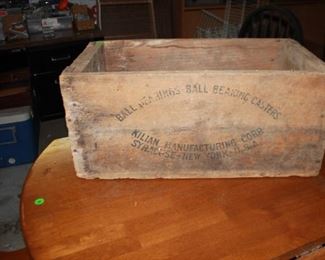 BALL BEARINGS - BALL BEARING CASTERS
KILIAN MANUFACTURING CORP.
SYRACUSE - NEW YORK - U.S.A.